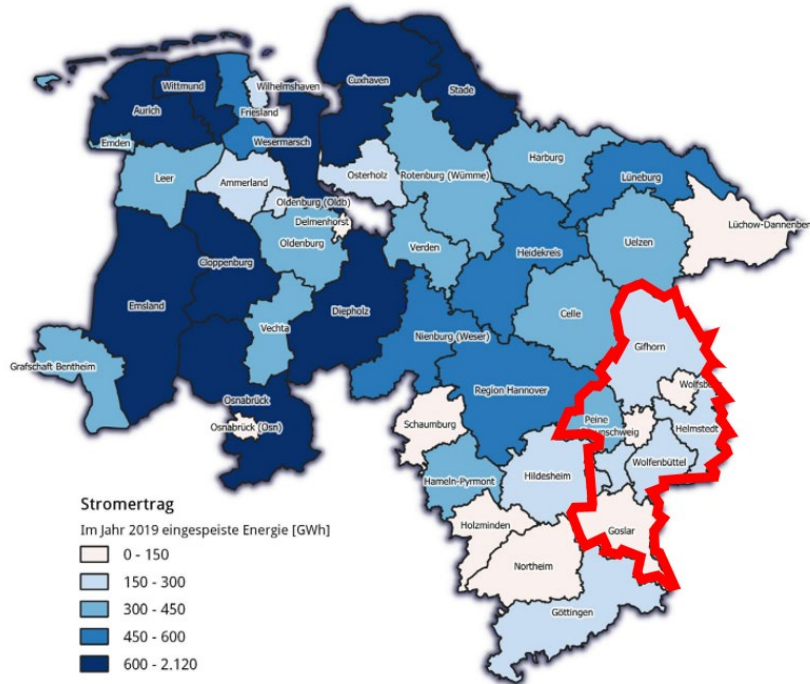 Cuxhaven
Stade
Wittmund
Wilhelmshaven
Aurich
Friesland
Emden
Wesermarsch
Harburg
Leer
Ammerland
Osterholz
Rotenburg (Wümme)
Lüneburg
Oldenburg (Oldb)
Delmenhorst
Lüchow-Dannenber
Oldenburg
Verden
Uelzen
Heidekreis
Cloppenburg
Emsland
Diepholz
Celle
Vechta
Nienburg (Weser)
Gifhorn
Grafschaft Bentheim
Region Hannover
Osnabrück
Peine
Schaumburg
Osnabrück (Osn)
Helmstedt
Wolfenbüttel
Hildesheim
Hameln-Pyrmont
Stromertrag
Im Jahr 2019 eingespeiste Energie [GWh]
Holzminden
Goslar
0 - 150
150 - 300
Northeim
300 - 450
Göttingen
450 - 600
600 - 2.120